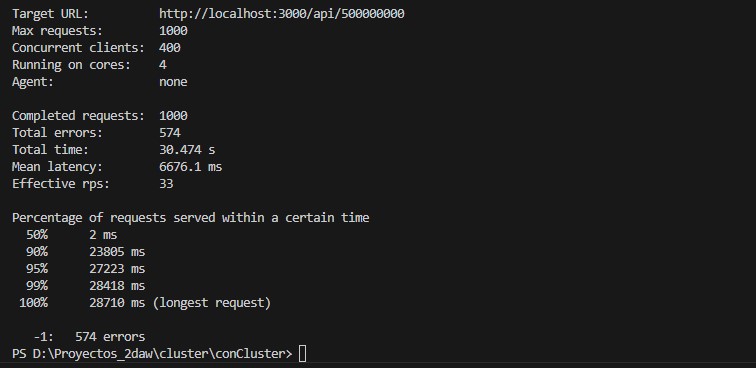 Target URL: http://localhost:3000/api/500000000
Max requests: 1000
Concurrent clients: 400
Running on cores: 4
Agent: none
Completed requests: 1000
Total errors: 574
Total time: 30.474 s
Mean latency: 6676.1 ms
Effective rps: 33
Percentage of requests served within a certain time
50% 2 ms
90% 23805 ms
95% 27223 ms
99% 28418 ms
100% 28710 ms (longest request)
-1: 574 errors
PS D:\Proyectos_2daw\cluster\conCluster>